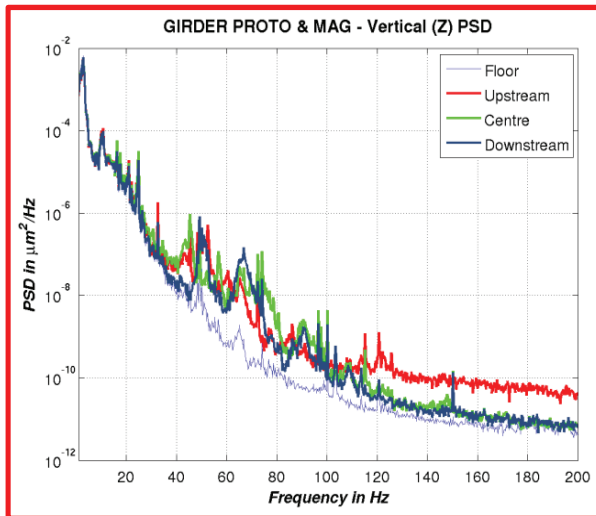 GIRDER PROTO & MAG - Vertical (Z) PSD
Floor
Upstream
Centre
Downstream
PSD in μm²/Hz
10⁻²
10⁻⁴
10⁻⁶
10⁻⁸
10⁻¹⁰
10⁻¹²
20 40 60 80 100 120 140 160 180 200
Frequency in Hz